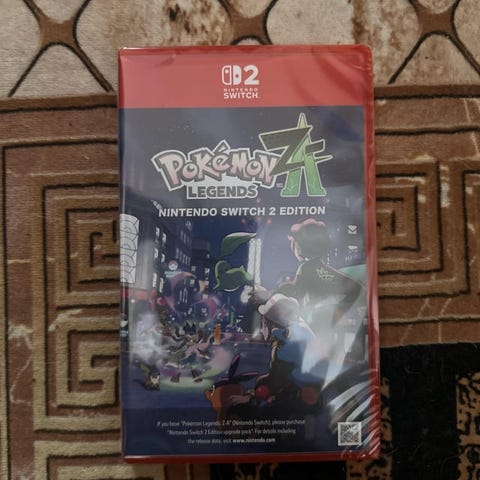 2
NINTENDO
SWITCH
POKéMON
LEGENDS ZA
NINTENDO SWITCH 2 EDITION
If you have "Pokémon Legends: Z-A" (Nintendo Switch), please purchase
"Nintendo Switch 2 Edition upgrade pack". For details including
the release date, visit www.nintendo.com